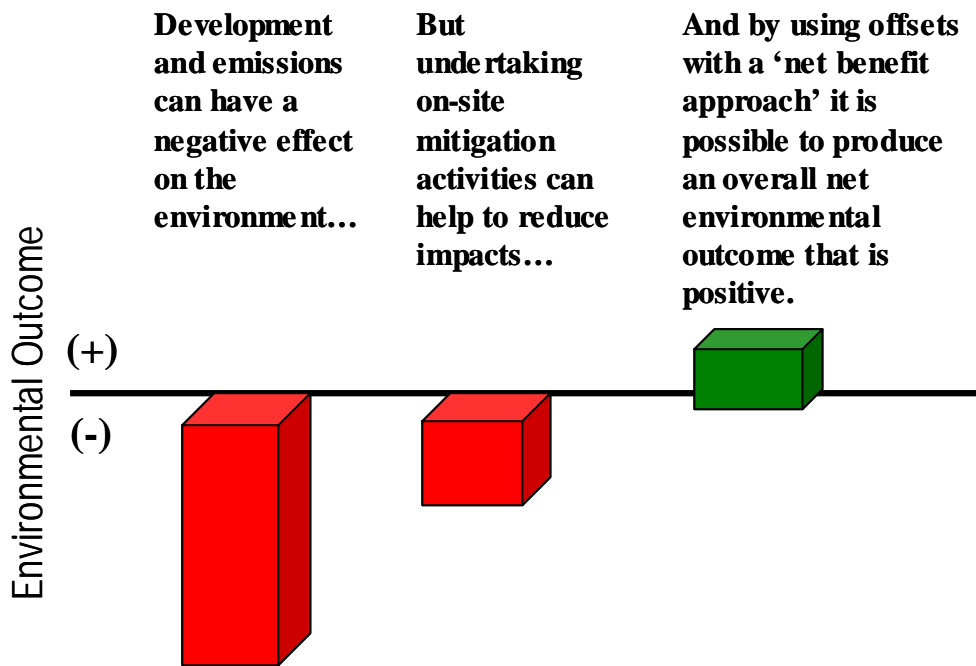 Development
and emissions
can have a
negative effect
on the
environment…
But
undertaking
on-site
mitigation
activities can
help to reduce
impacts…
And by using offsets
with a ‘net benefit
approach’ it is
possible to produce
an overall net
environmental
outcome that is
positive.
Environmental Outcome
(+)
(-)